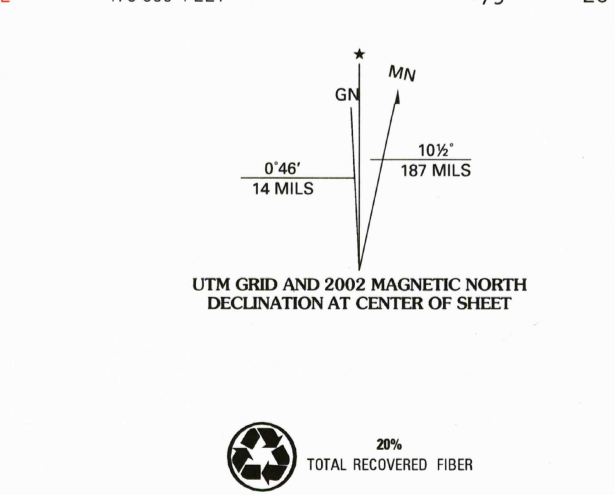 MN
GN
10½°
187 MILS
0°46′
14 MILS
UTM GRID AND 2002 MAGNETIC NORTH
DECLINATION AT CENTER OF SHEET
20%
TOTAL RECOVERED FIBER